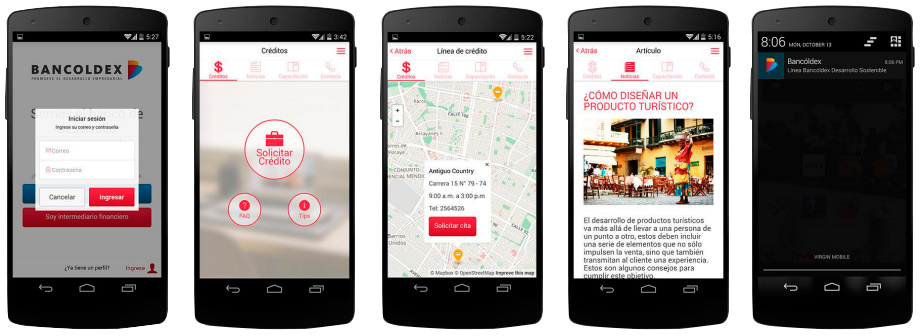 5:27
BANCOLDEX
PROMUEVE EL DESARROLLO EMPRESARIAL
Iniciar sesión
Ingrese su correo y contraseña
Correo
Contraseña
Cancelar
Ingresar
Soy intermediario financiero
¿Ya tiene un perfil?
Ingrese
3:42
Créditos
Créditos
Noticias
Capacitación
Contacto
Solicitar
Crédito
FAQ
Tips
5:22
Atrás
Línea de crédito
Créditos
Noticias
Capacitación
Contacto
+
-
CALLE
Antiguo Country
Carrera 15 N° 79 - 74
9:00 a.m. a 3:00 p.m
Tel: 2564526
Solicitar cita
Barrios
Unidos
© Mapbox © OpenStreetMap Improve this map
5:16
Atrás
Artículo
Créditos
Noticias
Capacitación
Contacto
¿CÓMO DISEÑAR UN
PRODUCTO TURÍSTICO?
El desarrollo de productos turísticos
va más allá de llevar a una persona de
un punto a otro, estos deben incluir
una serie de elementos que no sólo
impulsen la venta, sino que también
transmitan al cliente una experiencia.
Estos son algunos consejos para
cumplir este objetivo.
8:06 MON, OCTOBER 13
Bancóldex
8:06 PM
Línea Bancóldex Desarrollo Sostenible
VIRGIN MOBILE